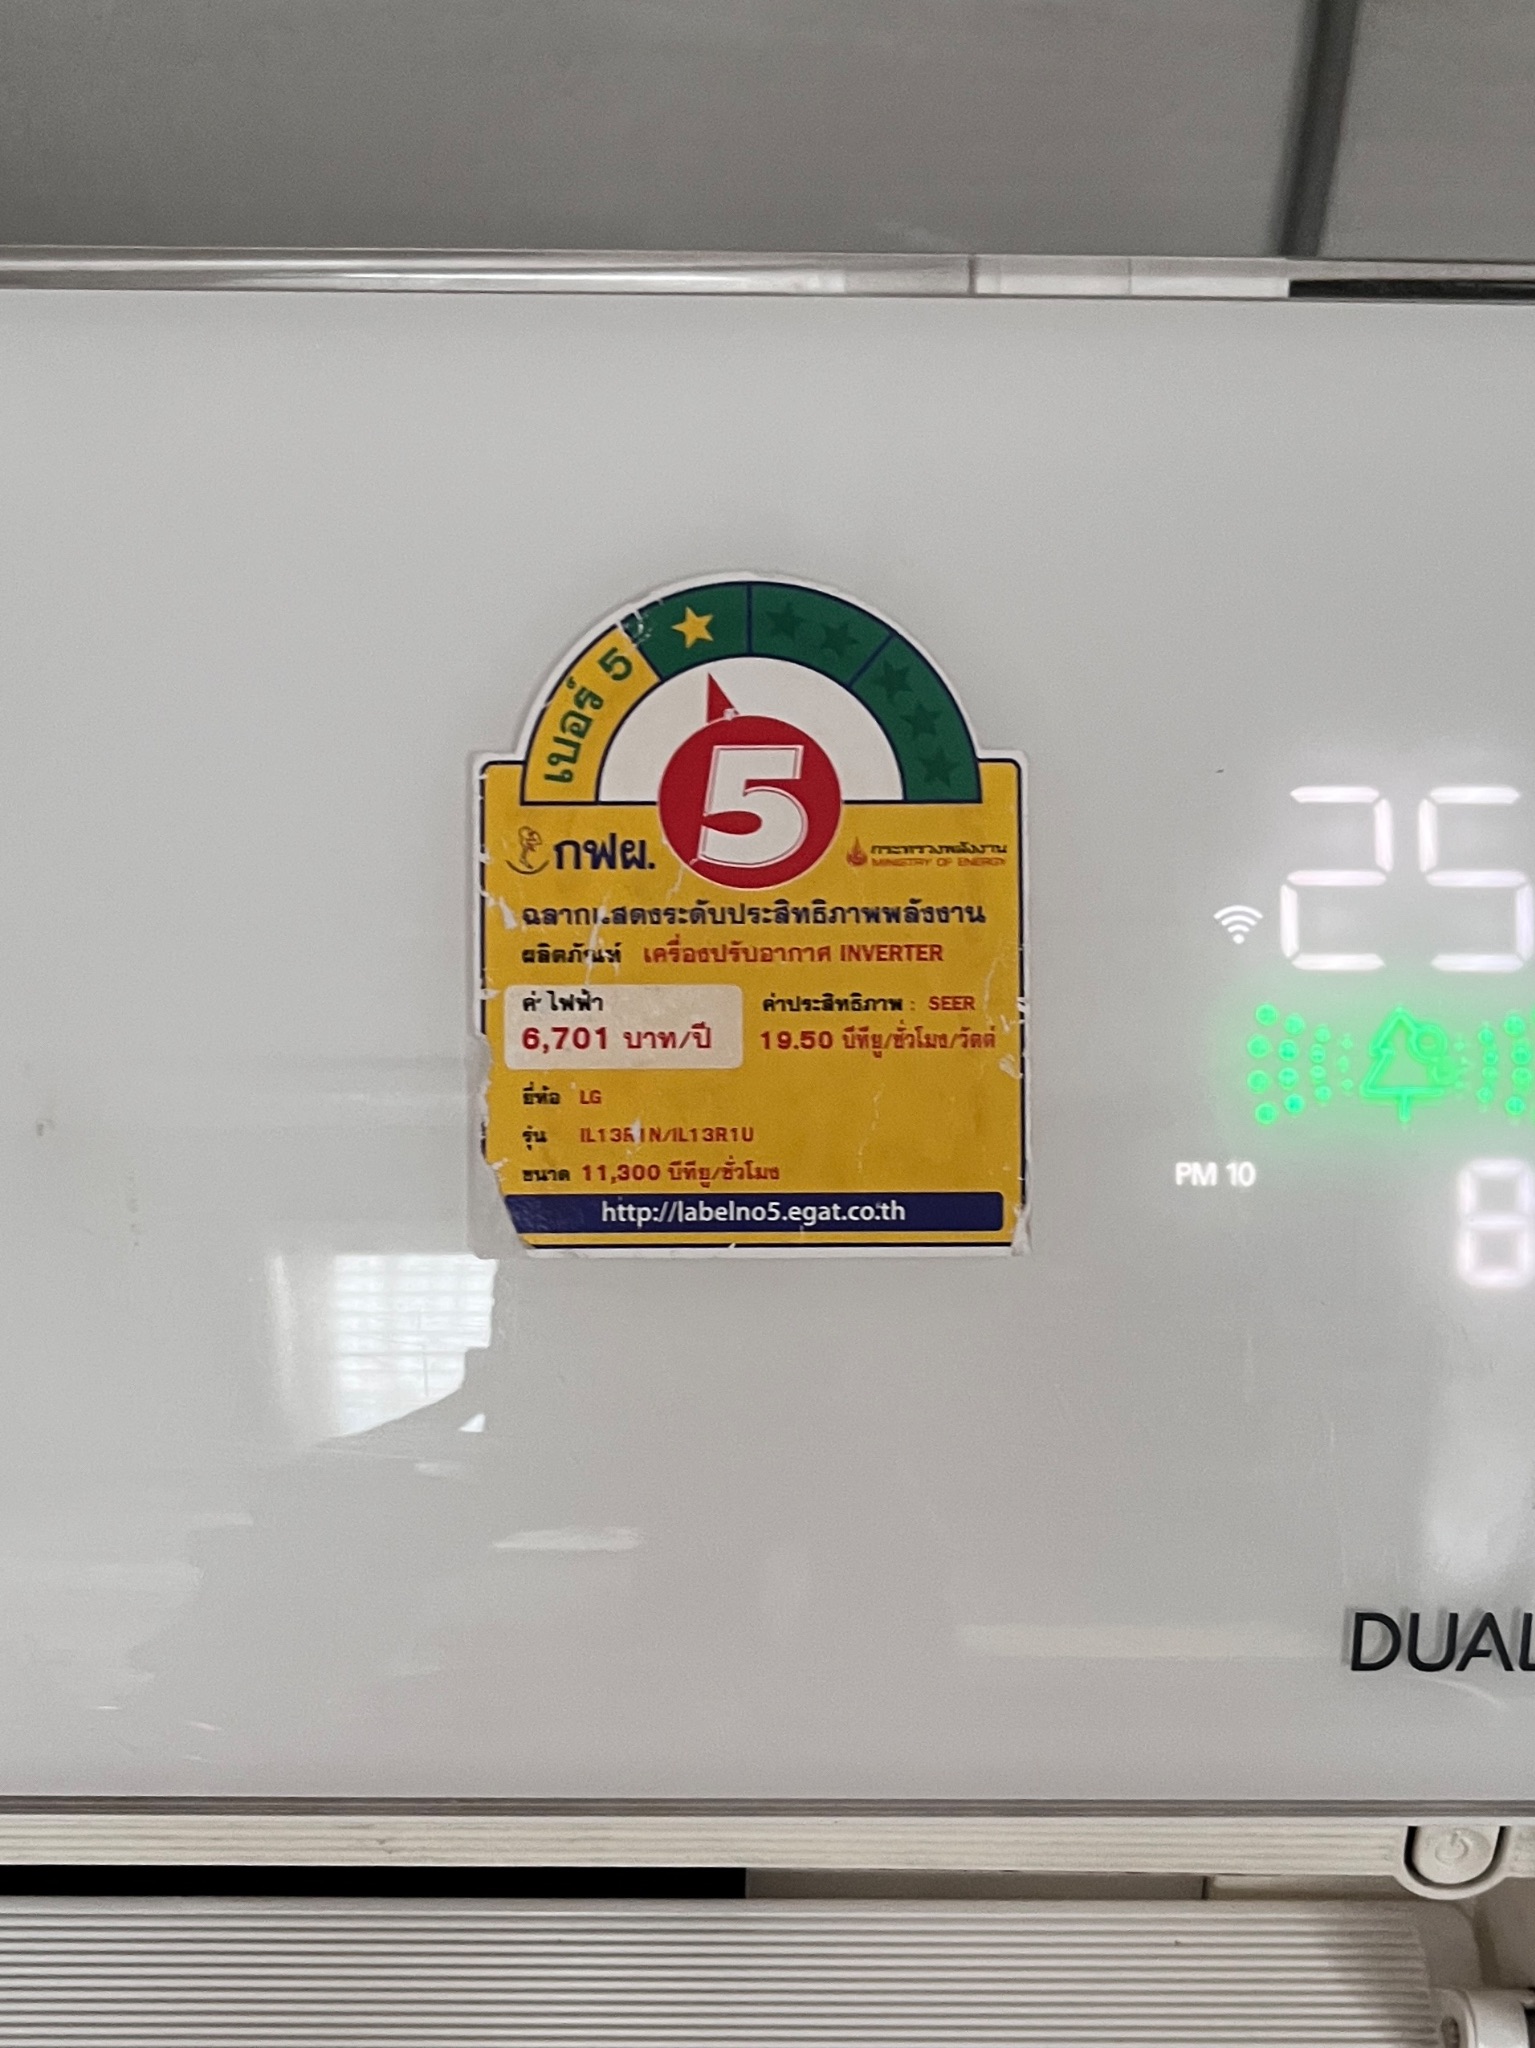 เบอร์ 5
5
กฟผ.
กระทรวงพลังงาน
MINISTRY OF ENERGY
ฉลากแสดงระดับประสิทธิภาพพลังงาน
ผลิตภัณฑ์ เครื่องปรับอากาศ INVERTER
ค่าไฟฟ้า
6,701 บาท/ปี
ค่าประสิทธิภาพ : SEER
19.50 บีทียู/ชั่วโมง/วัตต์
ยี่ห้อ LG
รุ่น IL13R1N/IL13R1U
ขนาด 11,300 บีทียู/ชั่วโมง
http://labelno5.egat.co.th
25
PM 10
8
DUAL